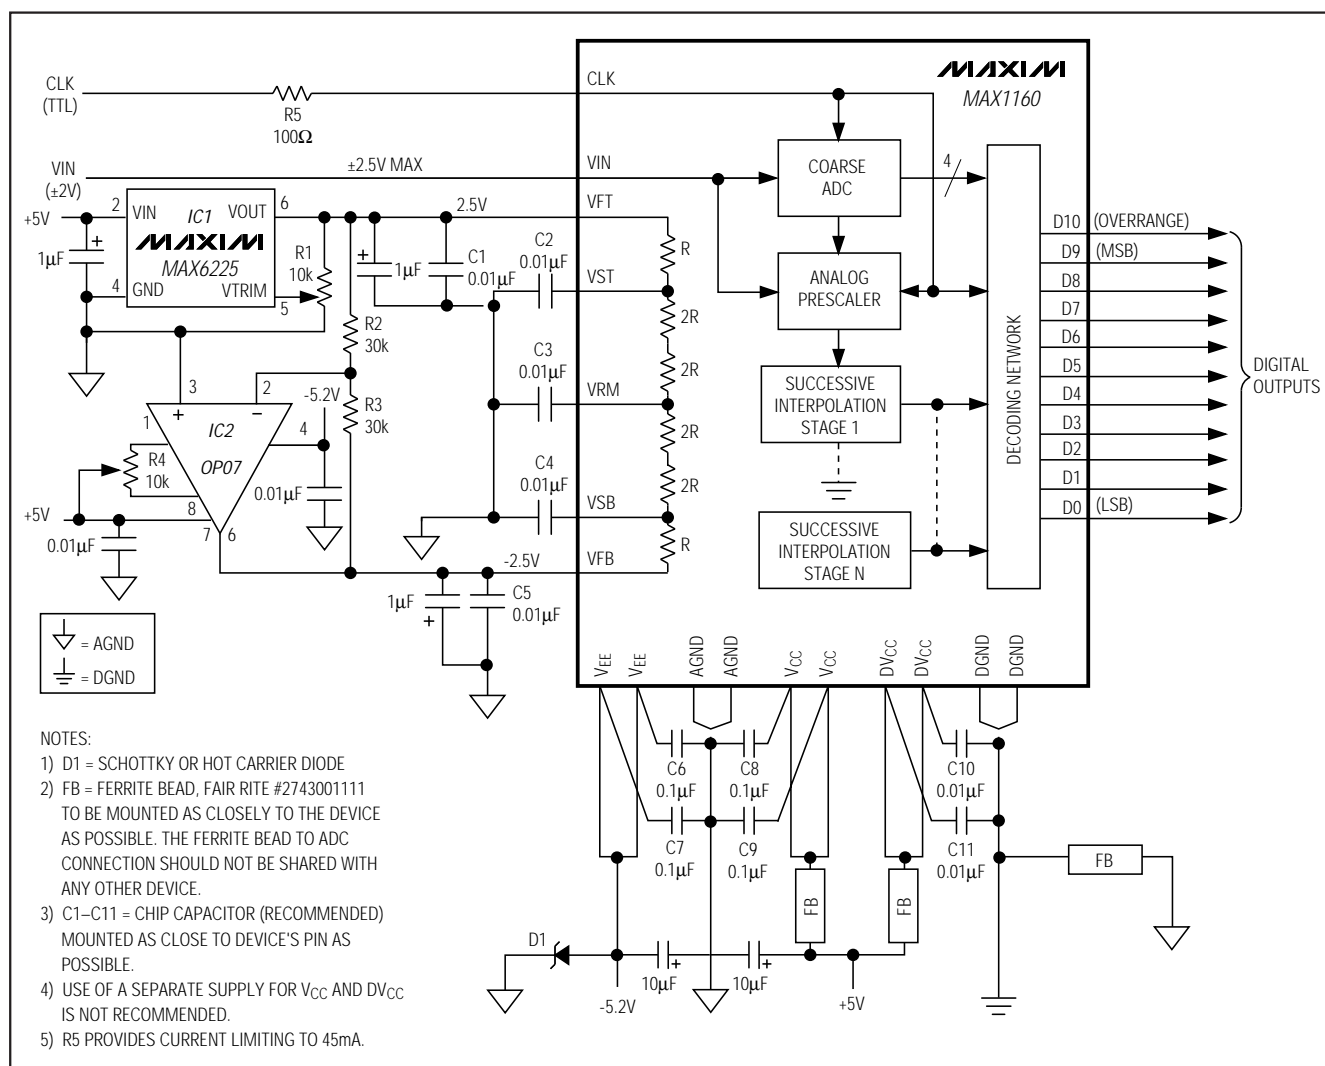 MAXIM
MAX1160
CLK
(TTL)
R5
100Ω
CLK
VIN
(±2V)
±2.5V MAX
VIN
COARSE
ADC
4
+5V
2
VIN
IC1
VOUT
6
MAXIM
MAX6225
4
GND
VTRIM
5
1μF
+
R1
10k
2.5V
VFT
+
1μF
C1
0.01μF
C2
0.01μF
VST
R
2R
2R
2R
2R
R
ANALOG
PRESCALER
R2
30k
R3
30k
C3
0.01μF
VRM
SUCCESSIVE
INTERPOLATION
STAGE 1
3
2
-5.2V
1
+
−
4
IC2
OP07
R4
10k
+5V
8
7
6
0.01μF
0.01μF
C4
0.01μF
VSB
SUCCESSIVE
INTERPOLATION
STAGE N
-2.5V
VFB
1μF
+
C5
0.01μF
DECODING NETWORK
D10 (OVERRANGE)
D9 (MSB)
D8
D7
D6
D5
D4
D3
D2
D1
D0 (LSB)
DIGITAL
OUTPUTS
= AGND
= DGND
VEE
VEE
AGND
AGND
VCC
VCC
DVCC
DVCC
DGND
DGND
C6
0.1μF
C8
0.1μF
C10
0.01μF
C7
0.1μF
C9
0.1μF
C11
0.01μF
FB
FB
FB
D1
-5.2V
10μF
+
10μF
+
+5V
NOTES:
1) D1 = SCHOTTKY OR HOT CARRIER DIODE
2) FB = FERRITE BEAD, FAIR RITE #2743001111
TO BE MOUNTED AS CLOSELY TO THE DEVICE
AS POSSIBLE. THE FERRITE BEAD TO ADC
CONNECTION SHOULD NOT BE SHARED WITH
ANY OTHER DEVICE.
3) C1–C11 = CHIP CAPACITOR (RECOMMENDED)
MOUNTED AS CLOSE TO DEVICE'S PIN AS
POSSIBLE.
4) USE OF A SEPARATE SUPPLY FOR VCC AND DVCC
IS NOT RECOMMENDED.
5) R5 PROVIDES CURRENT LIMITING TO 45mA.